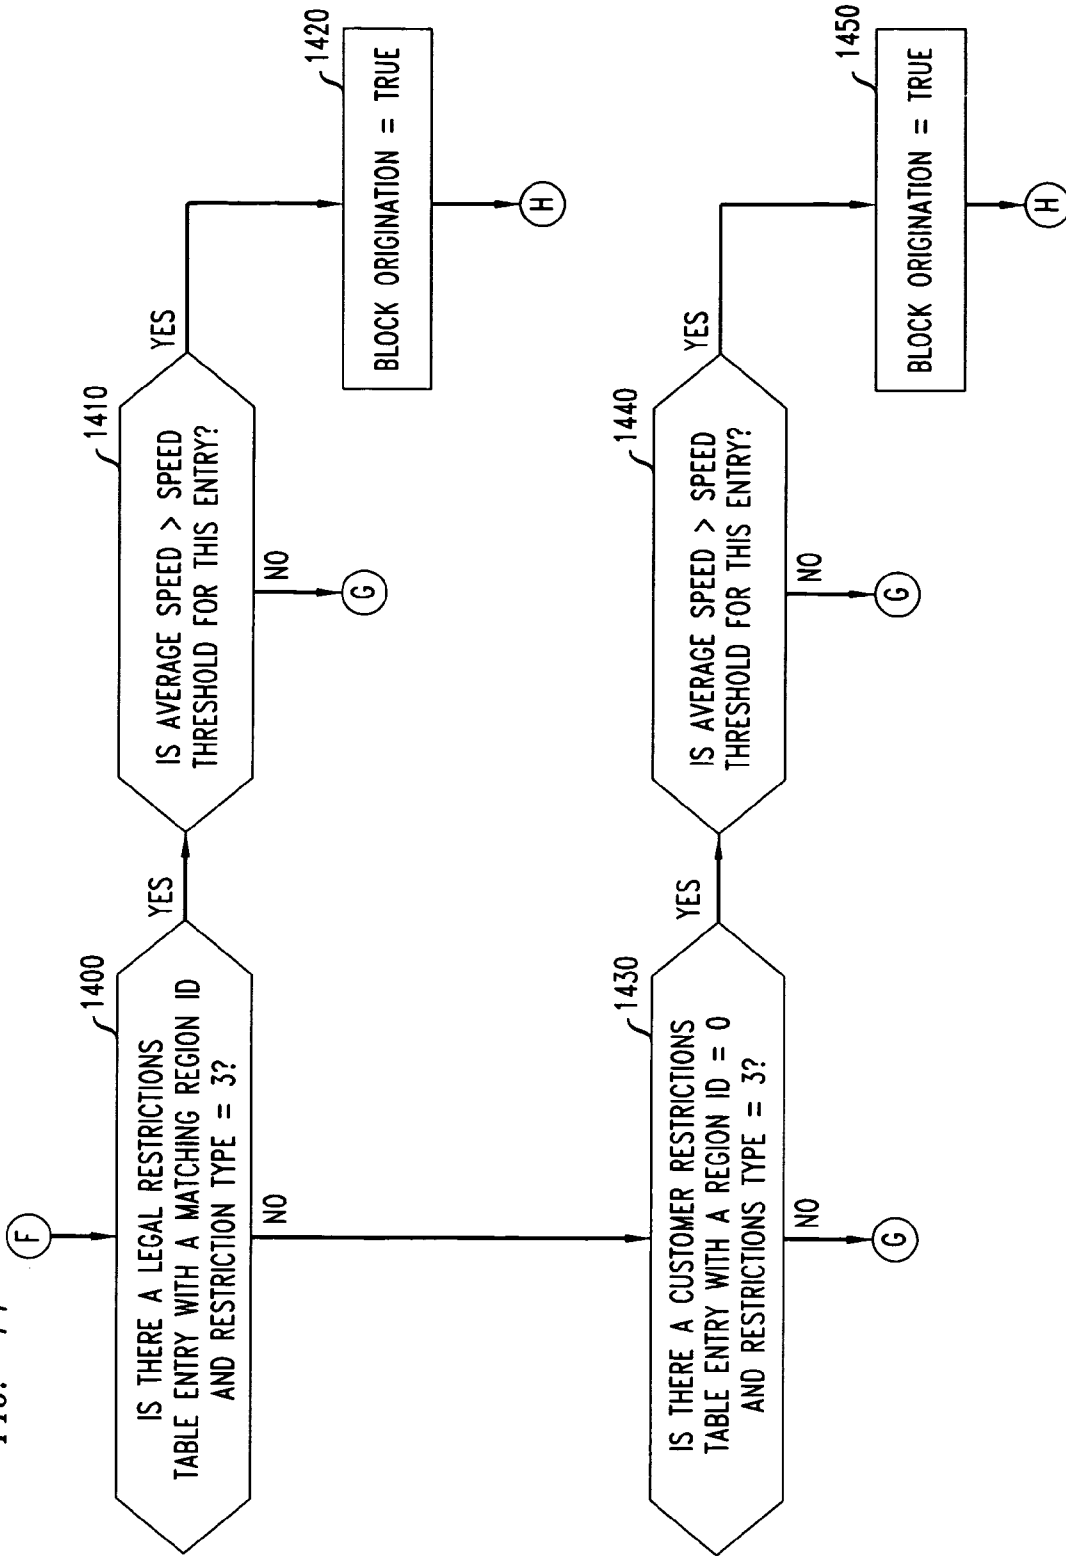 F
1400
IS THERE A LEGAL RESTRICTIONS
TABLE ENTRY WITH A MATCHING REGION ID
AND RESTRICTION TYPE = 3?
YES
NO
1410
IS AVERAGE SPEED > SPEED
THRESHOLD FOR THIS ENTRY?
YES
NO
G
1420
BLOCK ORIGINATION = TRUE
H
1430
IS THERE A CUSTOMER RESTRICTIONS
TABLE ENTRY WITH A REGION ID = 0
AND RESTRICTIONS TYPE = 3?
YES
NO
G
1440
IS AVERAGE SPEED > SPEED
THRESHOLD FOR THIS ENTRY?
YES
NO
G
1450
BLOCK ORIGINATION = TRUE
H